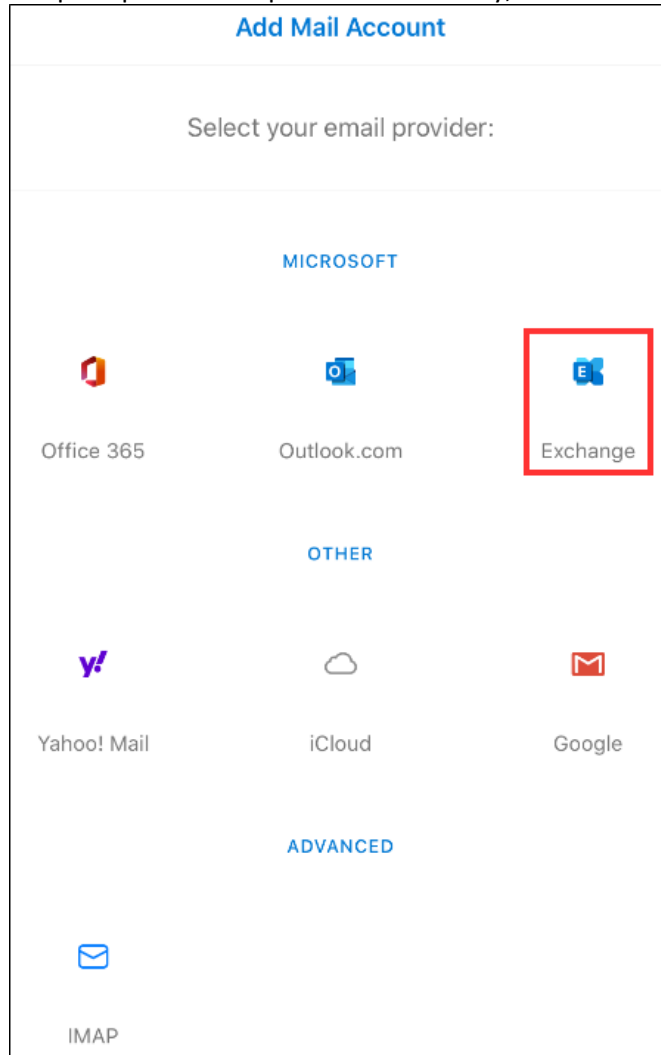 Add Mail Account
Select your email provider:
MICROSOFT
Office 365
Outlook.com
Exchange
OTHER
Yahoo! Mail
iCloud
Google
ADVANCED
IMAP